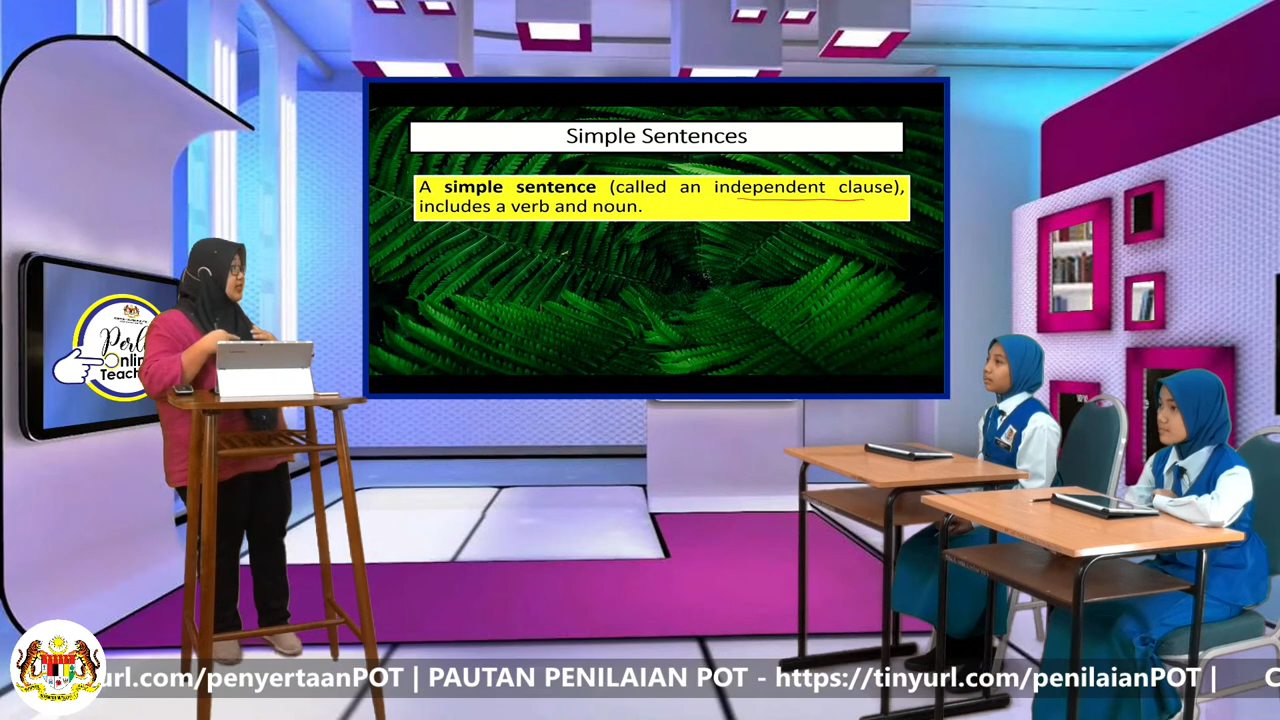 Simple Sentences
A simple sentence (called an independent clause),
includes a verb and noun.
Online
url.com/penyertaanPOT | PAUTAN PENILAIAN POT - https://tinyurl.com/penilaianPOT |